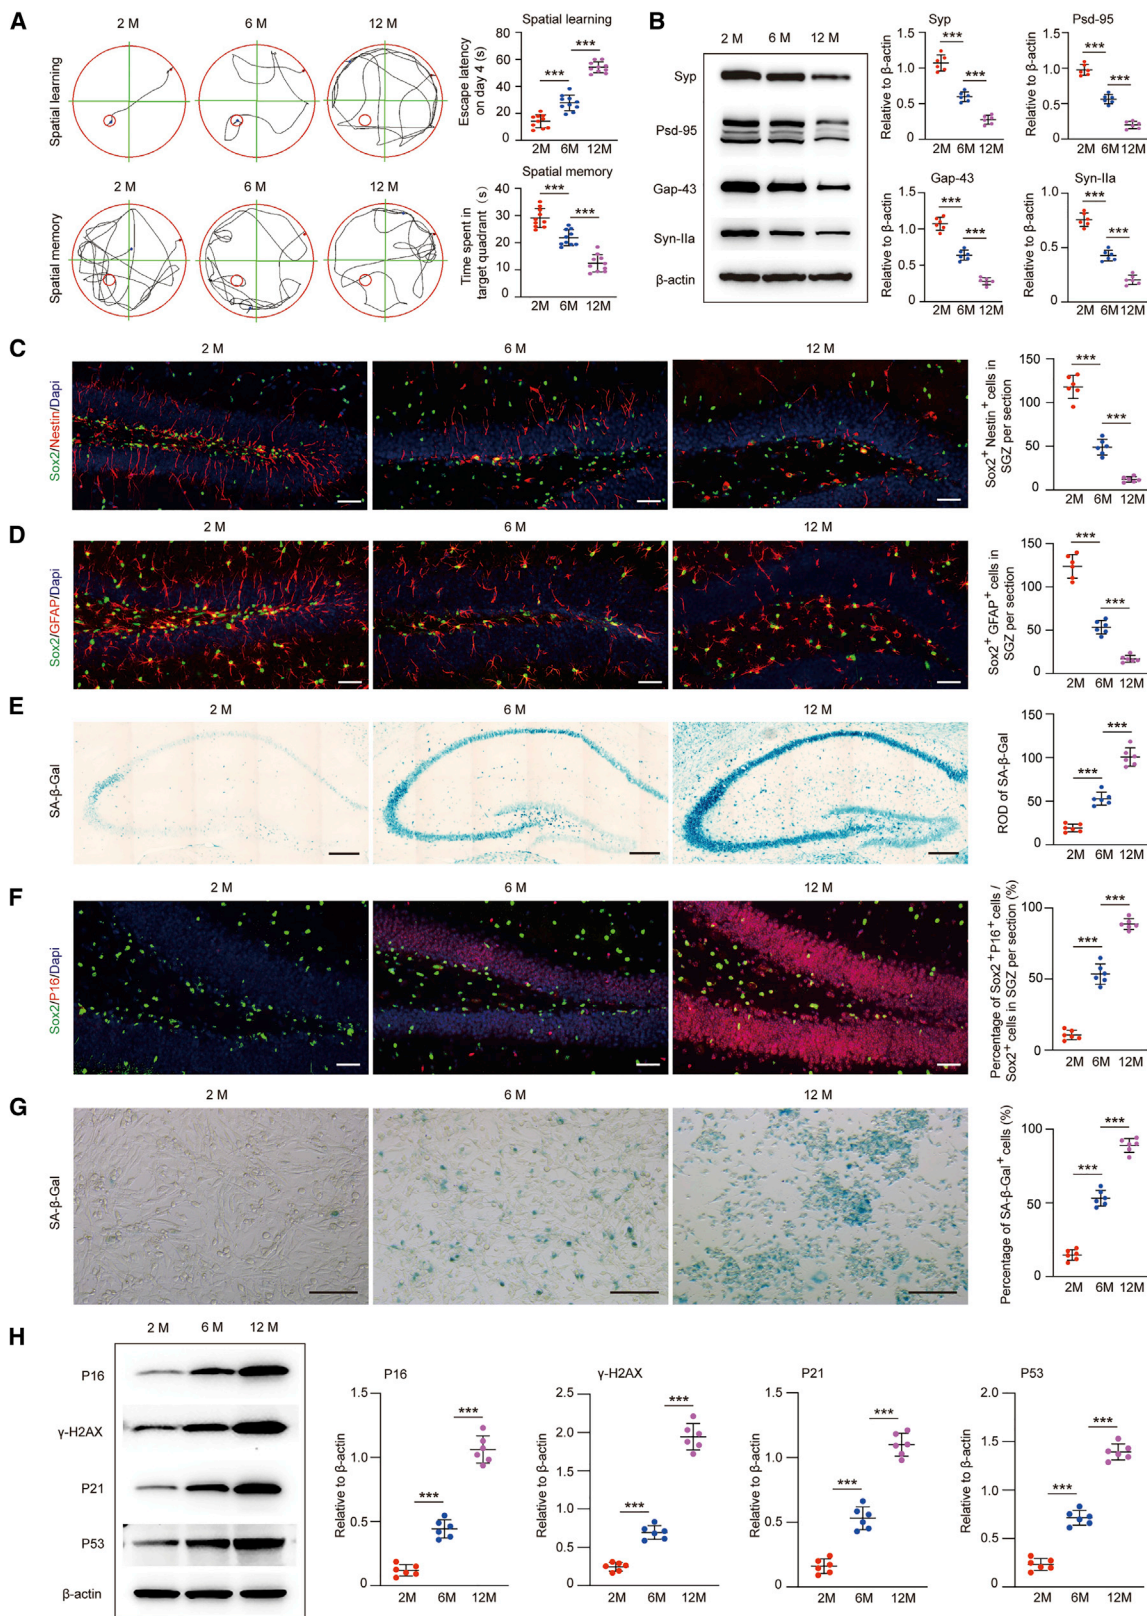 A
2 M
6 M
12 M
Spatial learning
Spatial learning
Escape latency
on day 4 (s)
80
60
40
20
0
***
***
2M 6M 12M
2 M
6 M
12 M
Spatial memory
Spatial memory
Time spent in
target quadrant (s)
40
30
20
10
0
***
***
2M 6M 12M
B
2 M 6 M 12 M
Syp
Psd-95
Gap-43
Syn-IIa
β-actin
Syp
Relative to β-actin
1.5
1.0
0.5
0
***
***
2M 6M 12M
Psd-95
Relative to β-actin
1.5
1.0
0.5
0
***
***
2M 6M 12M
Gap-43
Relative to β-actin
1.5
1.0
0.5
0
***
***
2M 6M 12M
Syn-IIa
Relative to β-actin
1.0
0.5
0
***
***
2M 6M 12M
C
2 M
6 M
12 M
Sox2/Nestin/Dapi
Sox2+ Nestin+ cells in
SGZ per section
150
100
50
0
***
***
2M 6M 12M
D
2 M
6 M
12 M
Sox2/GFAP/Dapi
Sox2+ GFAP+ cells in
SGZ per section
150
100
50
0
***
***
2M 6M 12M
E
2 M
6 M
12 M
SA-β-Gal
ROD of SA-β-Gal
150
100
50
0
***
***
2M 6M 12M
F
2 M
6 M
12 M
Sox2/P16/Dapi
Percentage of Sox2+P16+ cells /
Sox2+ cells in SGZ per section (%)
100
50
0
***
***
2M 6M 12M
G
2 M
6 M
12 M
SA-β-Gal
Percentage of SA-β-Gal+ cells (%)
100
50
0
***
***
2M 6M 12M
H
2 M 6 M 12 M
P16
γ-H2AX
P21
P53
β-actin
P16
Relative to β-actin
1.5
1.0
0.5
0
***
***
2M 6M 12M
γ-H2AX
Relative to β-actin
2.5
2.0
1.5
1.0
0.5
0
***
***
2M 6M 12M
P21
Relative to β-actin
1.5
1.0
0.5
0
***
***
2M 6M 12M
P53
Relative to β-actin
2.0
1.5
1.0
0.5
0
***
***
2M 6M 12M